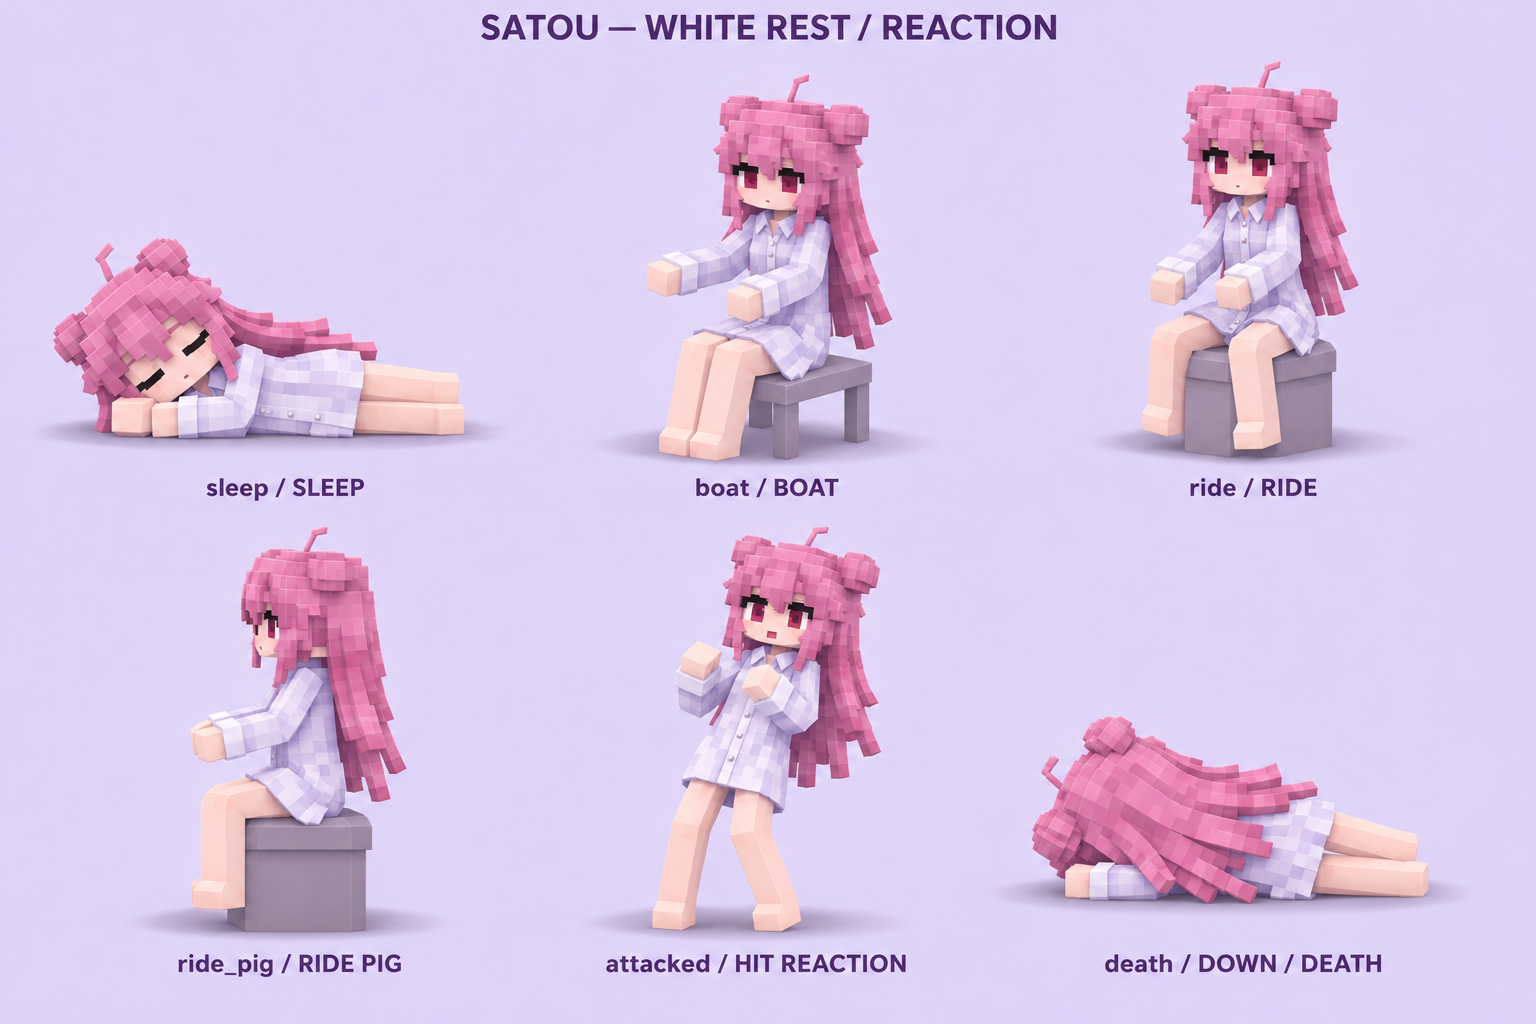 SATOU — WHITE REST / REACTION
sleep / SLEEP
boat / BOAT
ride / RIDE
ride_pig / RIDE PIG
attacked / HIT REACTION
death / DOWN / DEATH